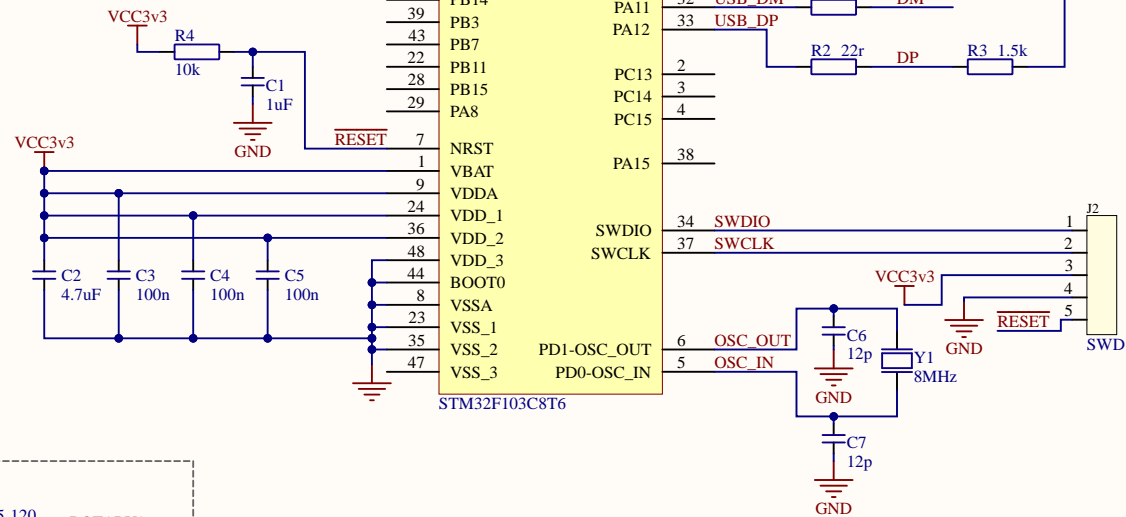 PB14
32 USB_DM DM
PA11
VCC3v3
39
PB3
33 USB_DP
PA12
R4
10k
43
PB7
R2 22r DP R3 1.5k
22
PB11
2
PC13
C1
1uF
28
PB15
3
PC14
29
PA8
4
PC15
GND
RESET 7
NRST
VCC3v3
1
VBAT
38
PA15
9
VDDA
24
VDD_1
J2
34 SWDIO 1
SWDIO
36
VDD_2
37 SWCLK 2
SWCLK
48
VDD_3
C2
4.7uF
C3
100n
C4
100n
C5
100n
44
BOOT0
VCC3v3 3
8
VSSA
4
23
VSS_1
RESET 5
GND
SWD
35
VSS_2
6 OSC_OUT
PD1-OSC_OUT
C6
12p
47
VSS_3
5 OSC_IN
PD0-OSC_IN
Y1
8MHz
GND
STM32F103C8T6
C7
12p
GND